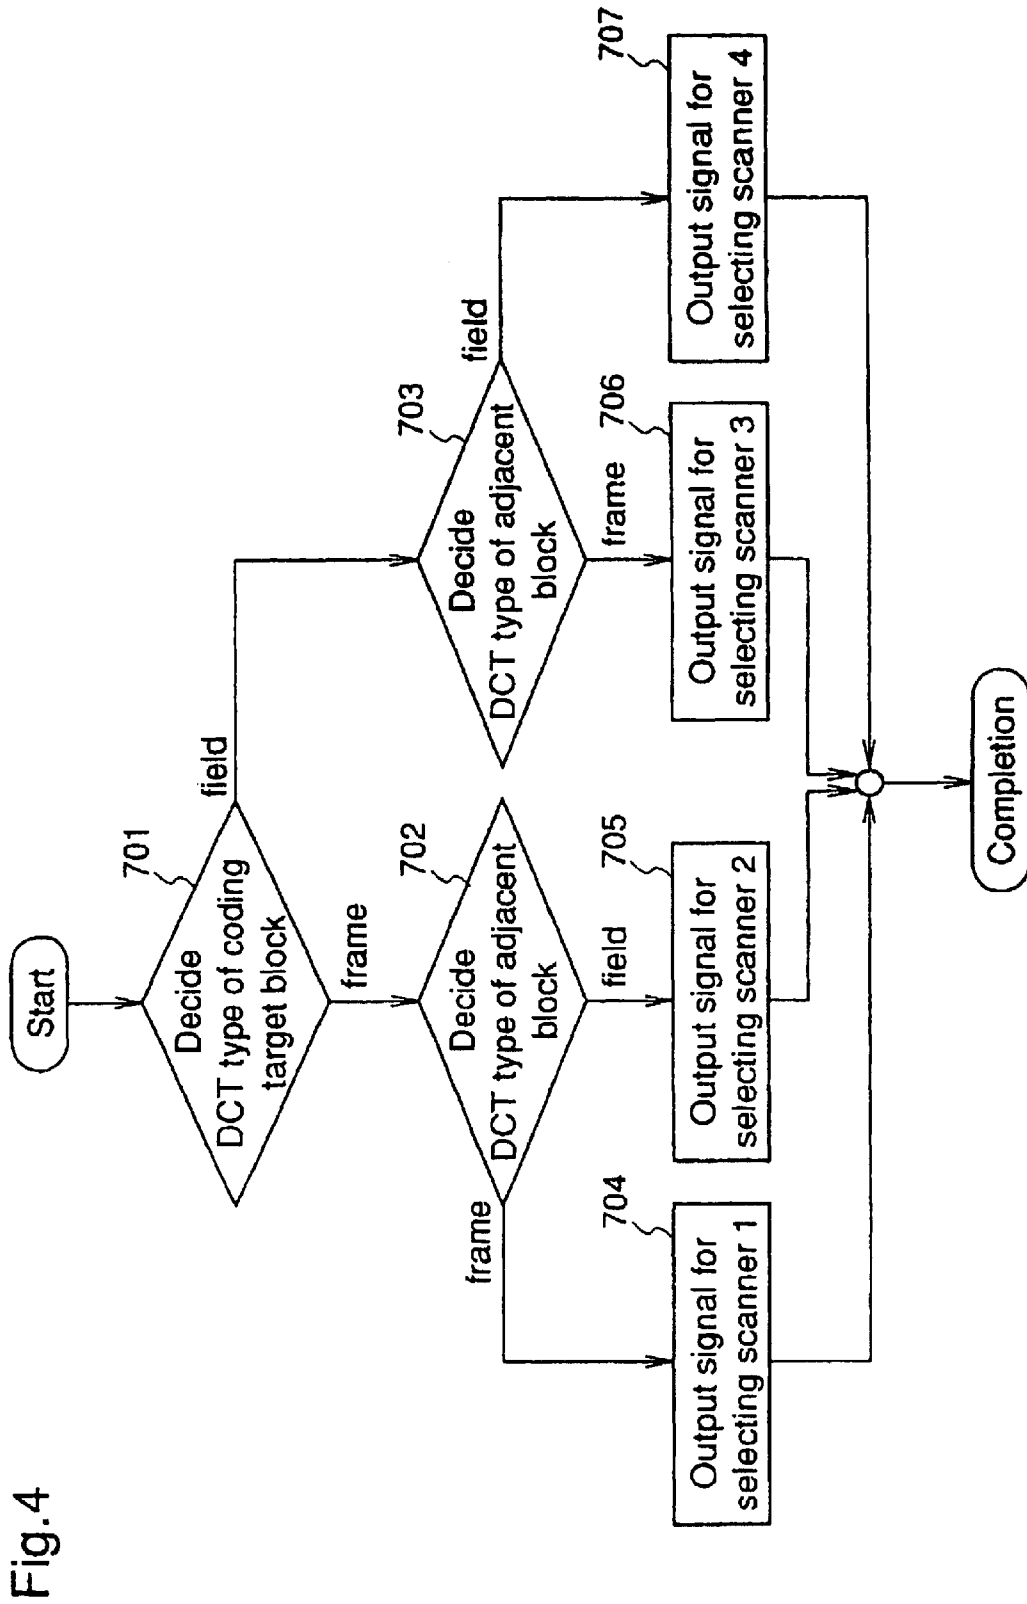 Fig.4
Start
701
Decide
DCT type of coding
target block
field
frame
702
Decide
DCT type of adjacent
block
frame
field
703
Decide
DCT type of adjacent
block
field
frame
704
Output signal for
selecting scanner 1
705
Output signal for
selecting scanner 2
706
Output signal for
selecting scanner 3
707
Output signal for
selecting scanner 4
Completion